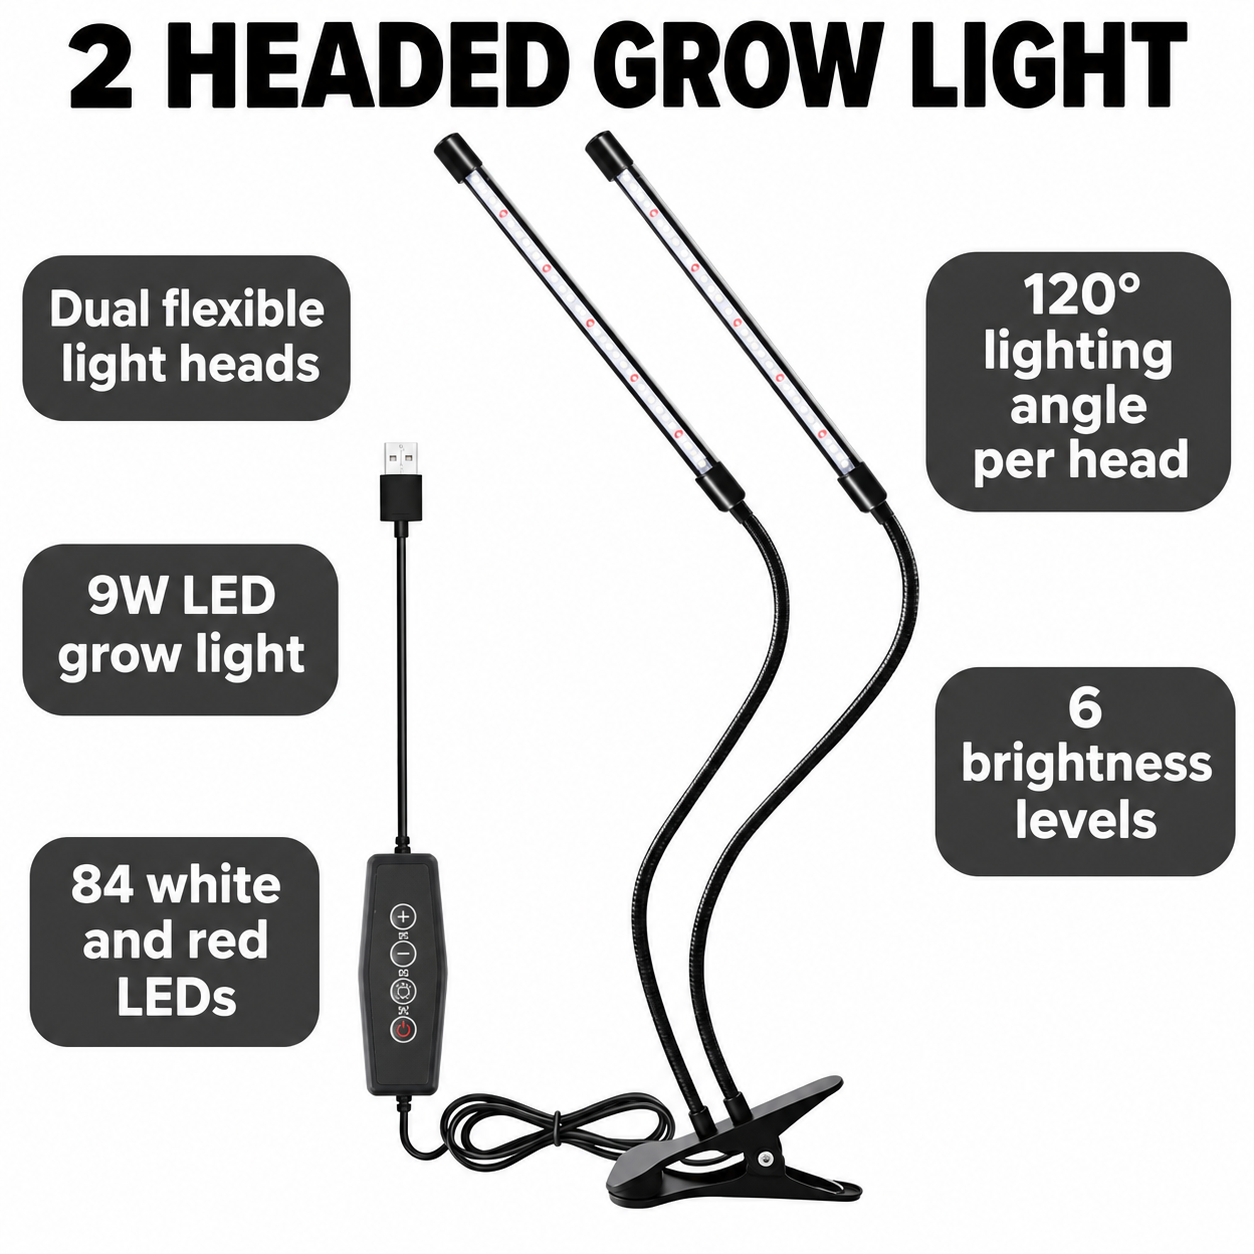 2 HEADED GROW LIGHT
Dual flexible
light heads
120°
lighting
angle
per head
9W LED
grow light
6
brightness
levels
84 white
and red
LEDs